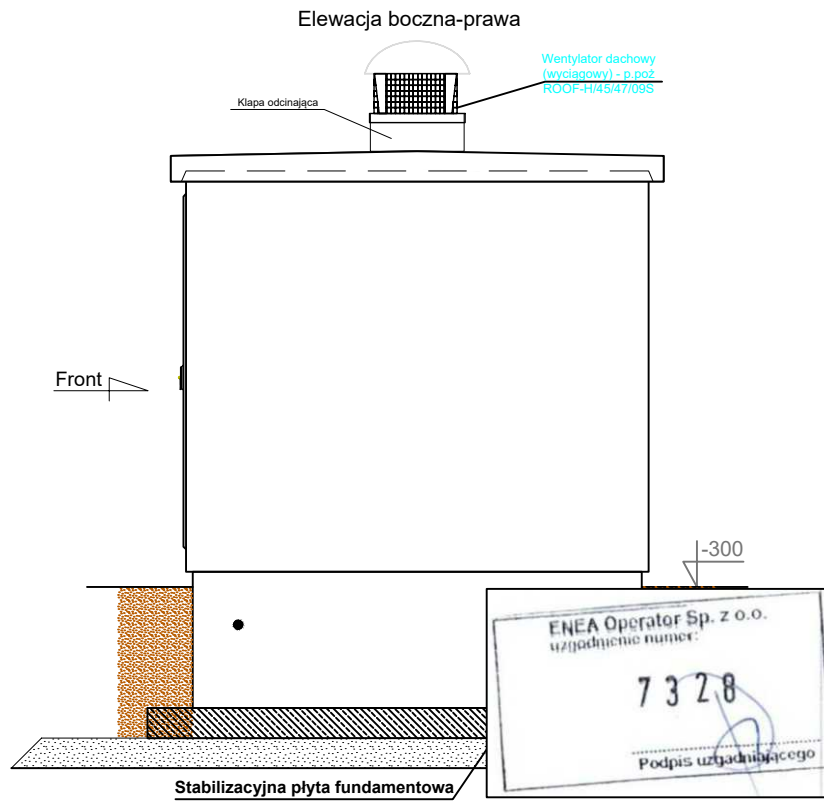 Elewacja boczna-prawa
Wentylator dachowy
(wyciągowy) - p.poż
ROOF-H/45/47/09S
Klapa odcinająca
Front
-300
ENEA Operator Sp. z o.o.
uzgodnienie numer:
7328
Podpis uzgadniającego
Stabilizacyjna płyta fundamentowa